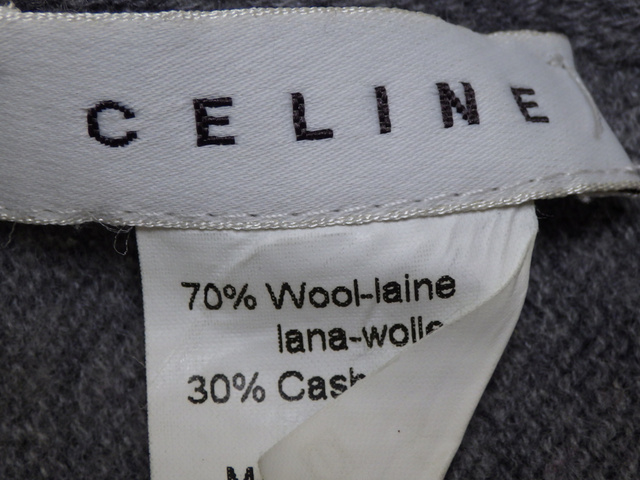 CELINE
70% Wool-laine
lana-wolle
30% Cash
M